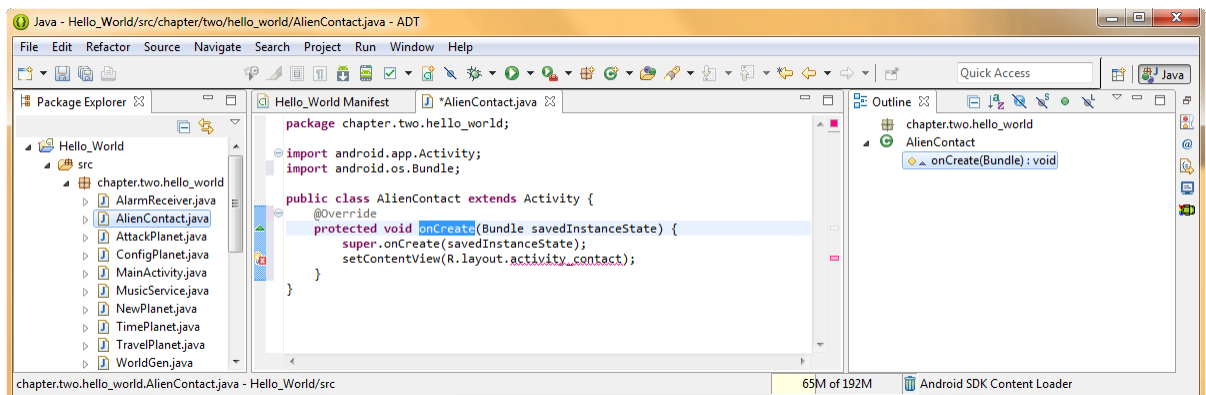 Java - Hello_World/src/chapter/two/hello_world/AlienContact.java - ADT
File Edit Refactor Source Navigate Search Project Run Window Help
Quick Access
Java
Package Explorer
Hello_World
src
chapter.two.hello_world
AlarmReceiver.java
AlienContact.java
AttackPlanet.java
ConfigPlanet.java
MainActivity.java
MusicService.java
NewPlanet.java
TimePlanet.java
TravelPlanet.java
WorldGen.java
Hello_World Manifest
*AlienContact.java
package chapter.two.hello_world;
import android.app.Activity;
import android.os.Bundle;
public class AlienContact extends Activity {
@Override
protected void onCreate(Bundle savedInstanceState) {
super.onCreate(savedInstanceState);
setContentView(R.layout.activity_contact);
}
}
Outline
chapter.two.hello_world
AlienContact
onCreate(Bundle) : void
chapter.two.hello_world.AlienContact.java - Hello_World/src
65M of 192M
Android SDK Content Loader